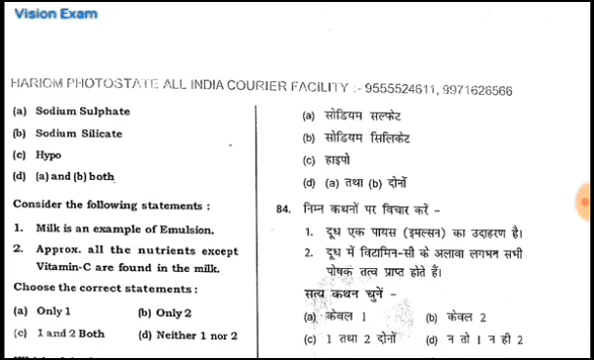 Vision Exam
HARIOM PHOTOSTATE ALL INDIA COURIER FACILITY :- 9555524611, 9971626566
(a) Sodium Sulphate
(b) Sodium Silicate
(c) Hypo
(d) (a) and (b) both
Consider the following statements :
1. Milk is an example of Emulsion.
2. Approx. all the nutrients except
Vitamin-C are found in the milk.
Choose the correct statements :
(a) Only 1 (b) Only 2
(c) 1 and 2 Both (d) Neither 1 nor 2
(a) सोडियम सल्फेट
(b) सोडियम सिलिकेट
(c) हाइपो
(d) (a) तथा (b) दोनों
84. निम्न कथनों पर विचार करें –
1. दूध एक पायस (इमल्सन) का उदाहरण है।
2. दूध में विटामिन-सी के अलावा लगभग सभी
पोषक तत्व प्राप्त होते हैं।
सत्य कथन चुनें –
(a) केवल 1 (b) केवल 2
(c) 1 तथा 2 दोनों (d) न तो 1 न ही 2